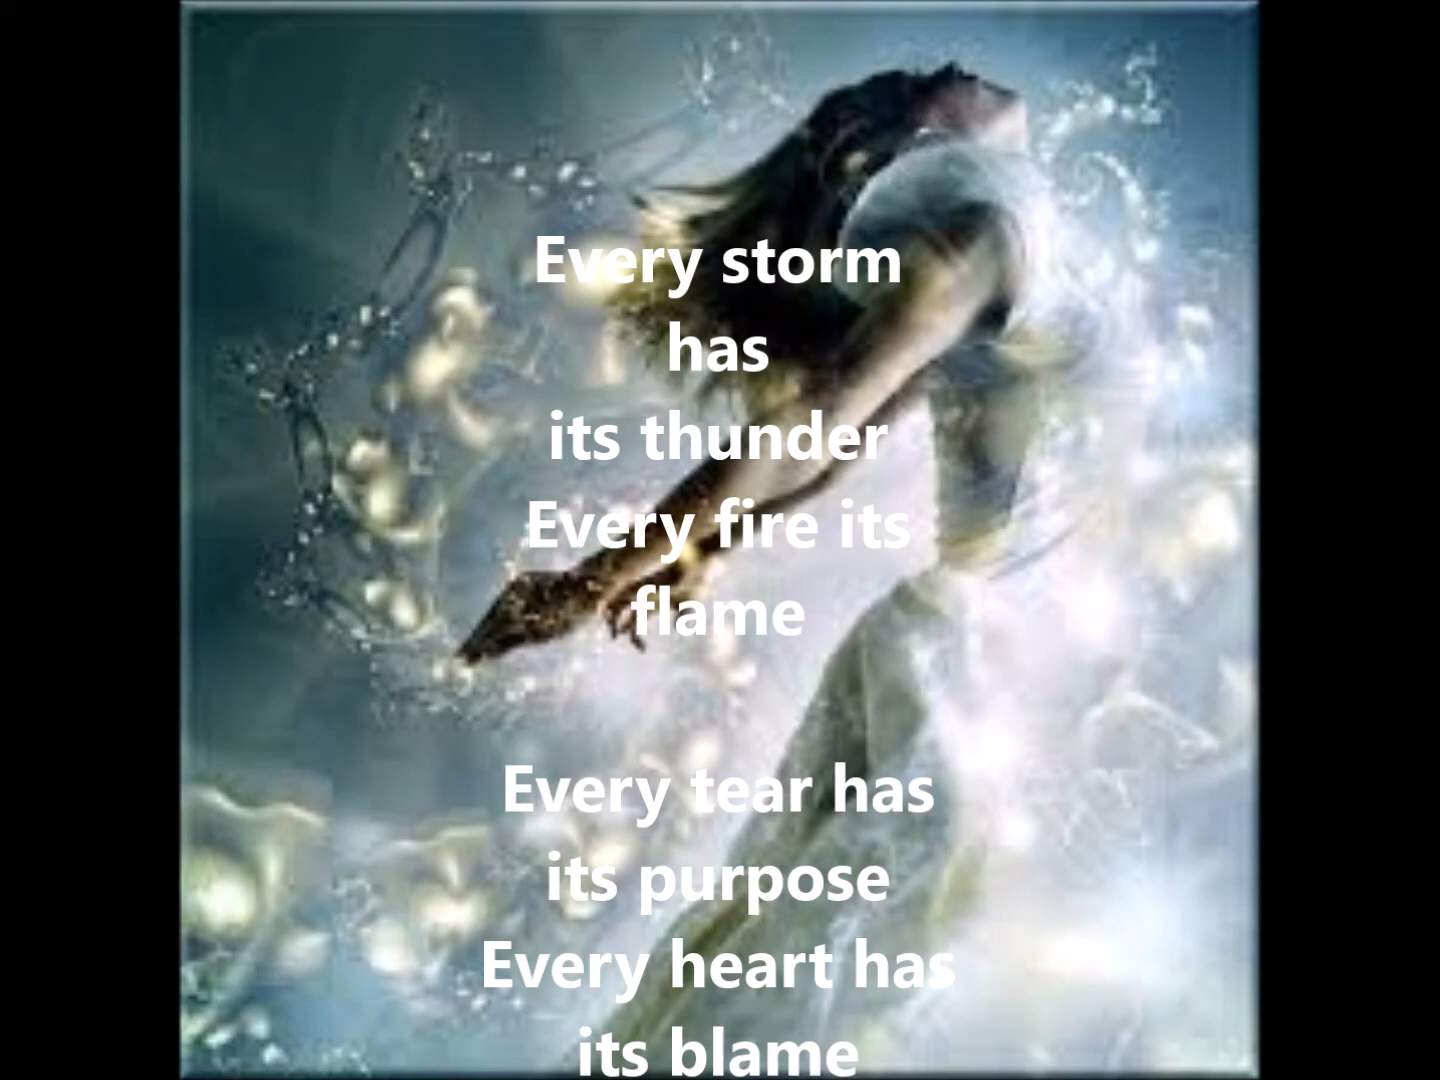 Every storm
has
its thunder
Every fire its
flame
Every tear has
its purpose
Every heart has
its blame